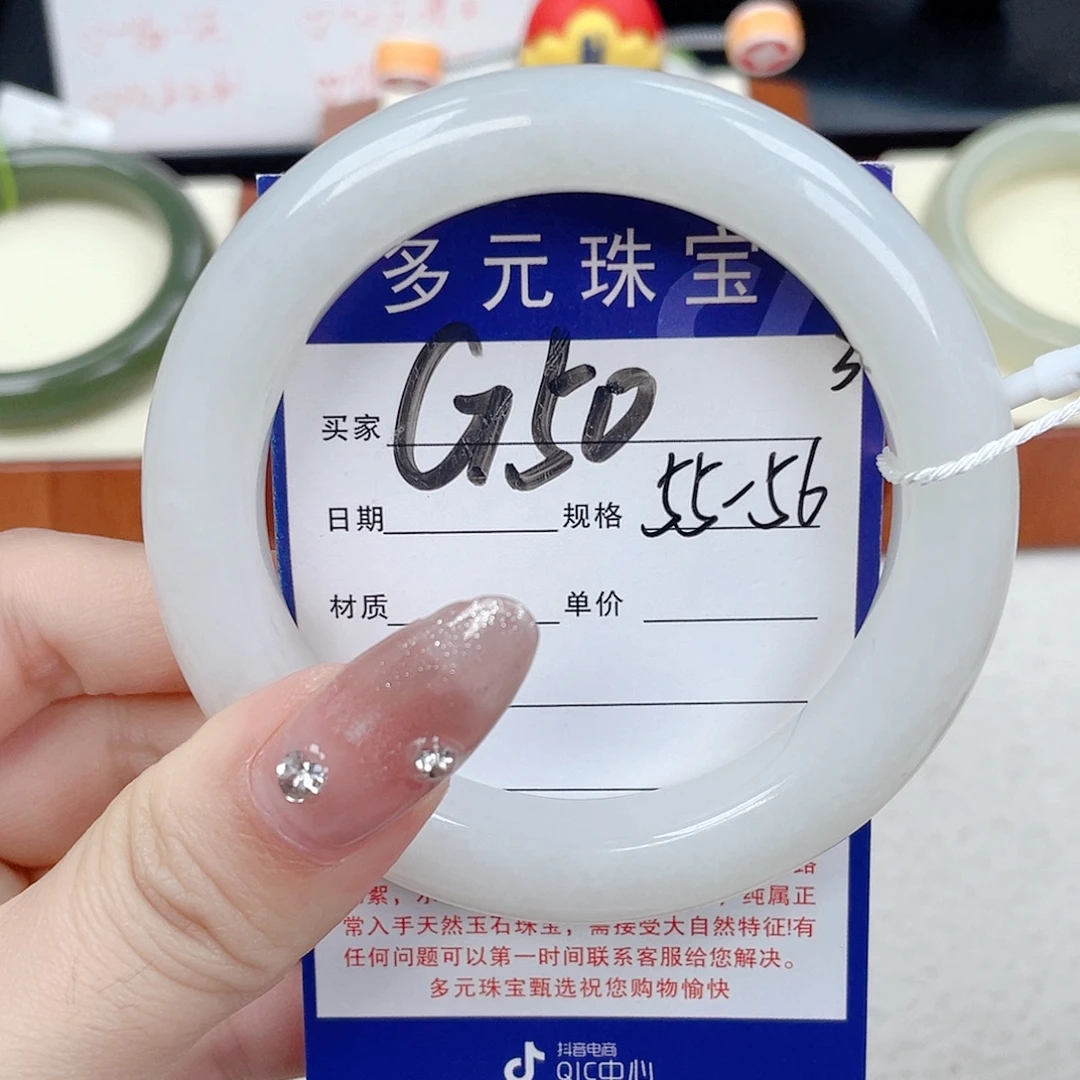 多元珠宝
买家 G50
日期 规格 55-56
材质 单价
纯属正
常入手天然玉石珠宝，需接受大自然特征!有
任何问题可以第一时间联系客服给您解决。
多元珠宝甄选祝您购物愉快
抖音电商
QIC中心